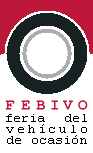 FEBIVO
feria del
vehículo
de ocasión